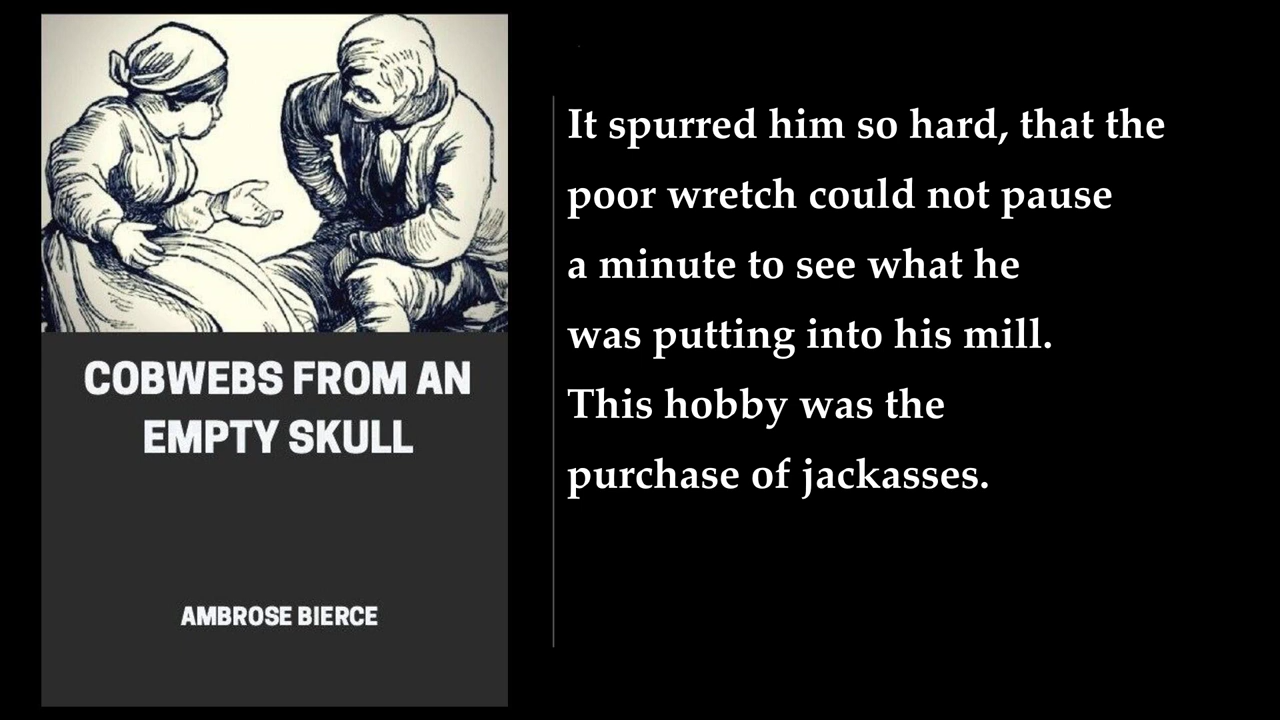 COBWEBS FROM AN
EMPTY SKULL
AMBROSE BIERCE
It spurred him so hard, that the
poor wretch could not pause
a minute to see what he
was putting into his mill.
This hobby was the
purchase of jackasses.